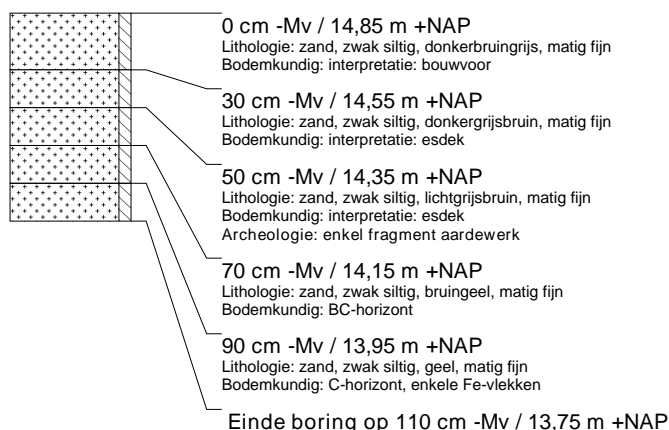 0 cm -Mv / 14,85 m +NAP
Lithologie: zand, zwak siltig, donkerbruingrijs, matig fijn
Bodemkundig: interpretatie: bouwvoor
30 cm -Mv / 14,55 m +NAP
Lithologie: zand, zwak siltig, donkergrijsbruin, matig fijn
Bodemkundig: interpretatie: esdek
50 cm -Mv / 14,35 m +NAP
Lithologie: zand, zwak siltig, lichtgrijsbruin, matig fijn
Bodemkundig: interpretatie: esdek
Archeologie: enkel fragment aardewerk
70 cm -Mv / 14,15 m +NAP
Lithologie: zand, zwak siltig, bruingeel, matig fijn
Bodemkundig: BC-horizont
90 cm -Mv / 13,95 m +NAP
Lithologie: zand, zwak siltig, geel, matig fijn
Bodemkundig: C-horizont, enkele Fe-vlekken
Einde boring op 110 cm -Mv / 13,75 m +NAP